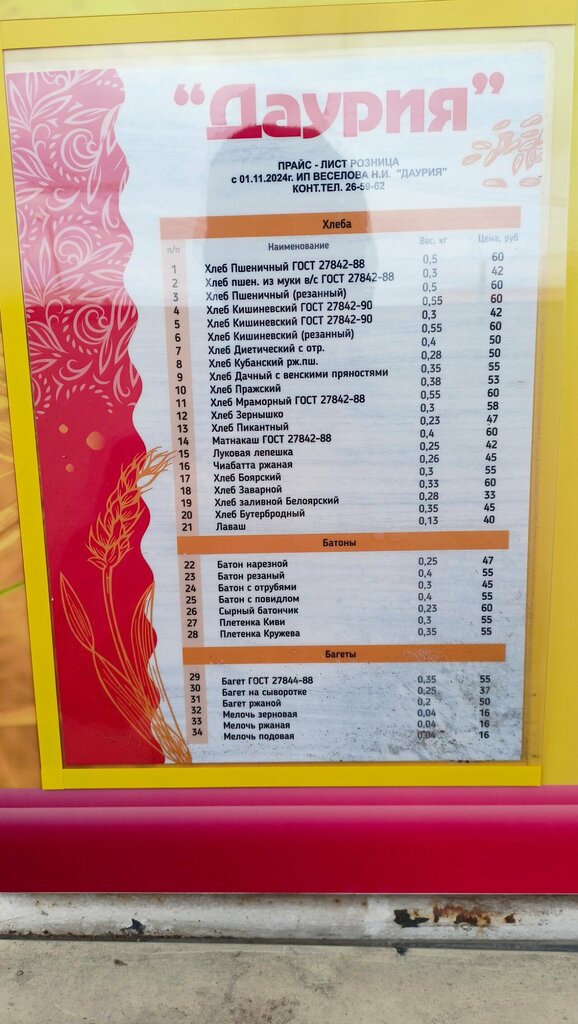 "Даурия"
ПРАЙС - ЛИСТ РОЗНИЦА
с 01.11.2024г. ИП ВЕСЕЛОВА Н.И. "ДАУРИЯ"
КОНТ.ТЕЛ. 26-59-62
Хлеба
п/п Наименование Вес, кг Цена, руб
1 Хлеб Пшеничный ГОСТ 27842-88 0,5 60
2 Хлеб пшен. из муки в/с ГОСТ 27842-88 0,3 42
3 Хлеб Пшеничный (резанный) 0,5 60
4 Хлеб Кишиневский ГОСТ 27842-90 0,55 60
5 Хлеб Кишиневский ГОСТ 27842-90 0,3 42
6 Хлеб Кишиневский (резанный) 0,55 60
7 Хлеб Диетический с отр. 0,4 50
8 Хлеб Кубанский рж.пш. 0,28 50
9 Хлеб Дачный с венскими пряностями 0,35 55
10 Хлеб Пражский 0,38 53
11 Хлеб Мраморный ГОСТ 27842-88 0,55 60
12 Хлеб Зернышко 0,3 58
13 Хлеб Пикантный 0,23 47
14 Матнакаш ГОСТ 27842-88 0,4 60
15 Луковая лепешка 0,25 42
16 Чиабатта ржаная 0,26 45
17 Хлеб Боярский 0,3 55
18 Хлеб Заварной 0,33 60
19 Хлеб заливной Белоярский 0,28 33
20 Хлеб Бутербродный 0,35 45
21 Лаваш 0,13 40
Батоны
22 Батон нарезной 0,25 47
23 Батон резаный 0,4 55
24 Батон с отрубями 0,3 45
25 Батон с повидлом 0,4 55
26 Сырный батончик 0,23 60
27 Плетенка Киви 0,3 55
28 Плетенка Кружева 0,35 55
Багеты
29 Багет ГОСТ 27844-88 0,35 55
30 Багет на сыворотке 0,25 37
31 Багет ржаной 0,2 50
32 Мелочь зерновая 0,04 16
33 Мелочь ржаная 0,04 16
34 Мелочь подовая 0,04 16